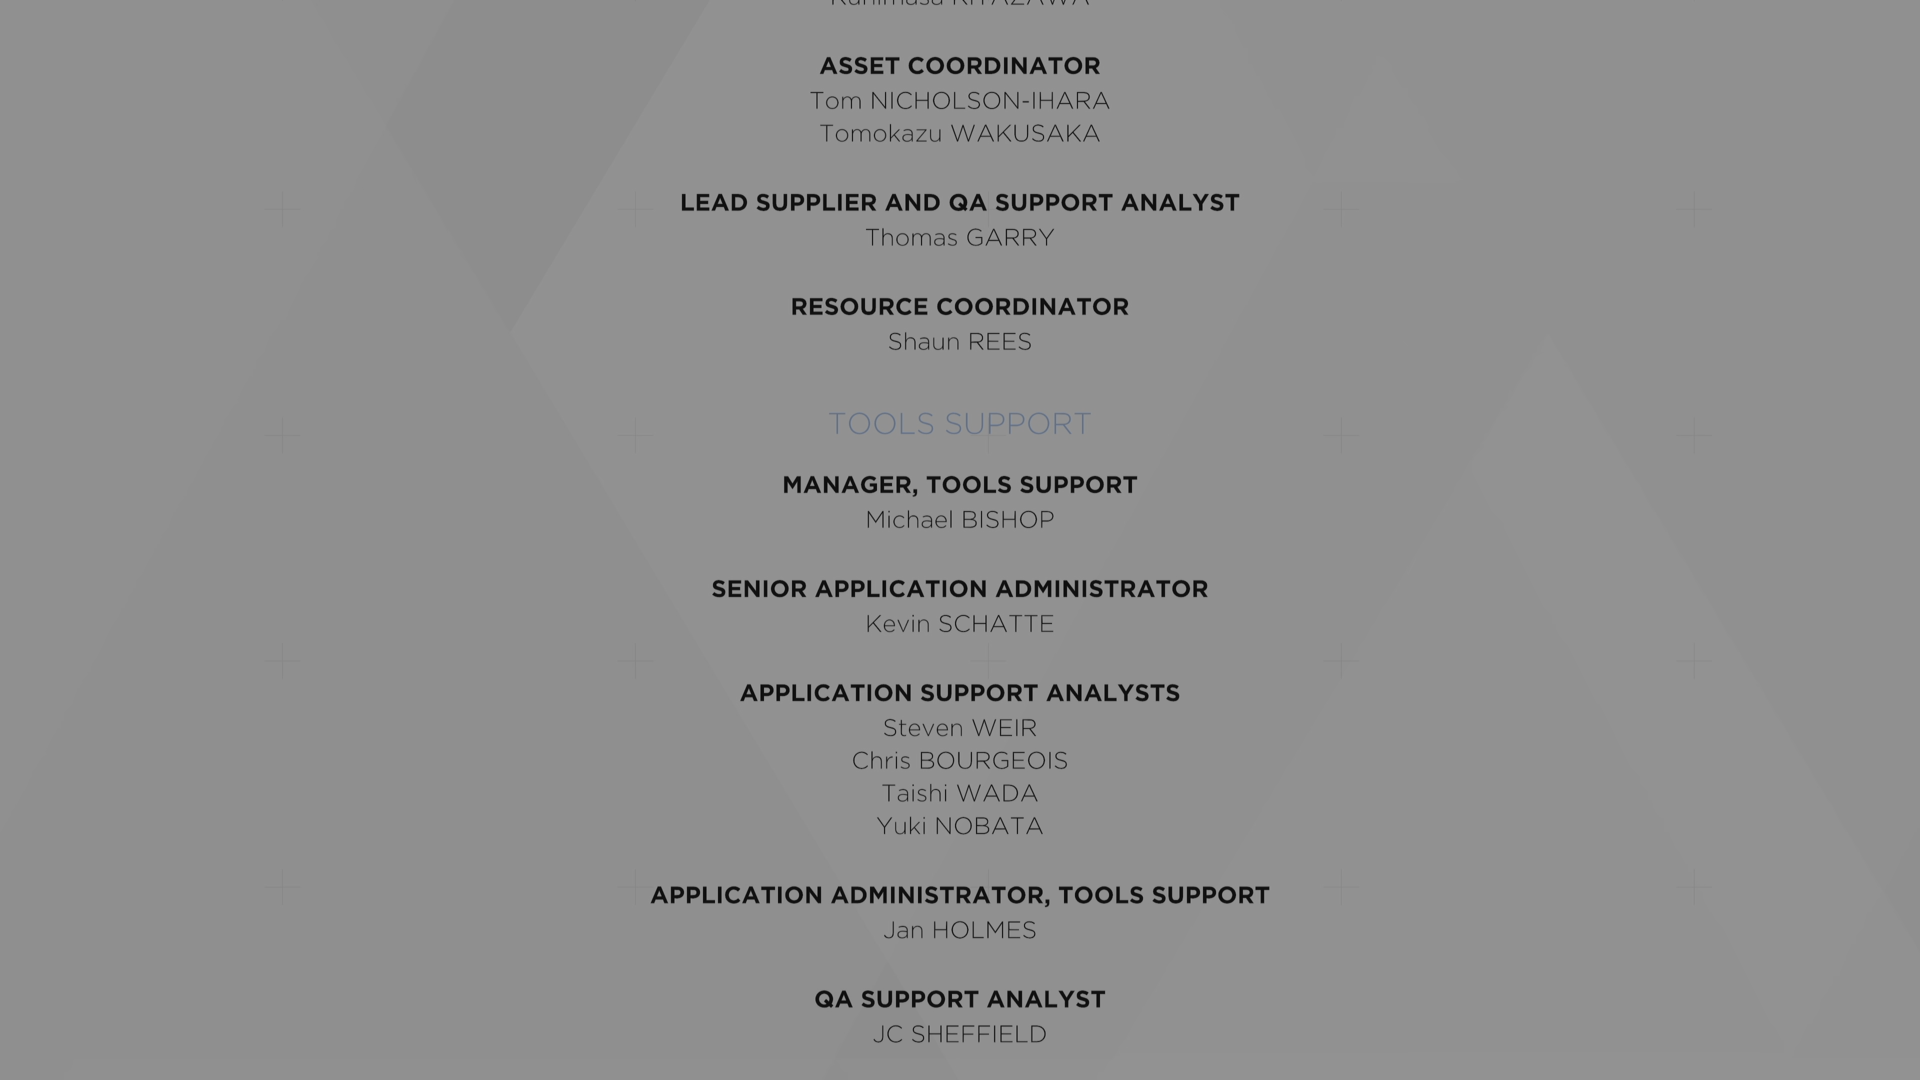 ASSET COORDINATOR
Tom NICHOLSON-IHARA
Tomokazu WAKUSAKA
LEAD SUPPLIER AND QA SUPPORT ANALYST
Thomas GARRY
RESOURCE COORDINATOR
Shaun REES
TOOLS SUPPORT
MANAGER, TOOLS SUPPORT
Michael BISHOP
SENIOR APPLICATION ADMINISTRATOR
Kevin SCHATTE
APPLICATION SUPPORT ANALYSTS
Steven WEIR
Chris BOURGEOIS
Taishi WADA
Yuki NOBATA
APPLICATION ADMINISTRATOR, TOOLS SUPPORT
Jan HOLMES
QA SUPPORT ANALYST
JC SHEFFIELD